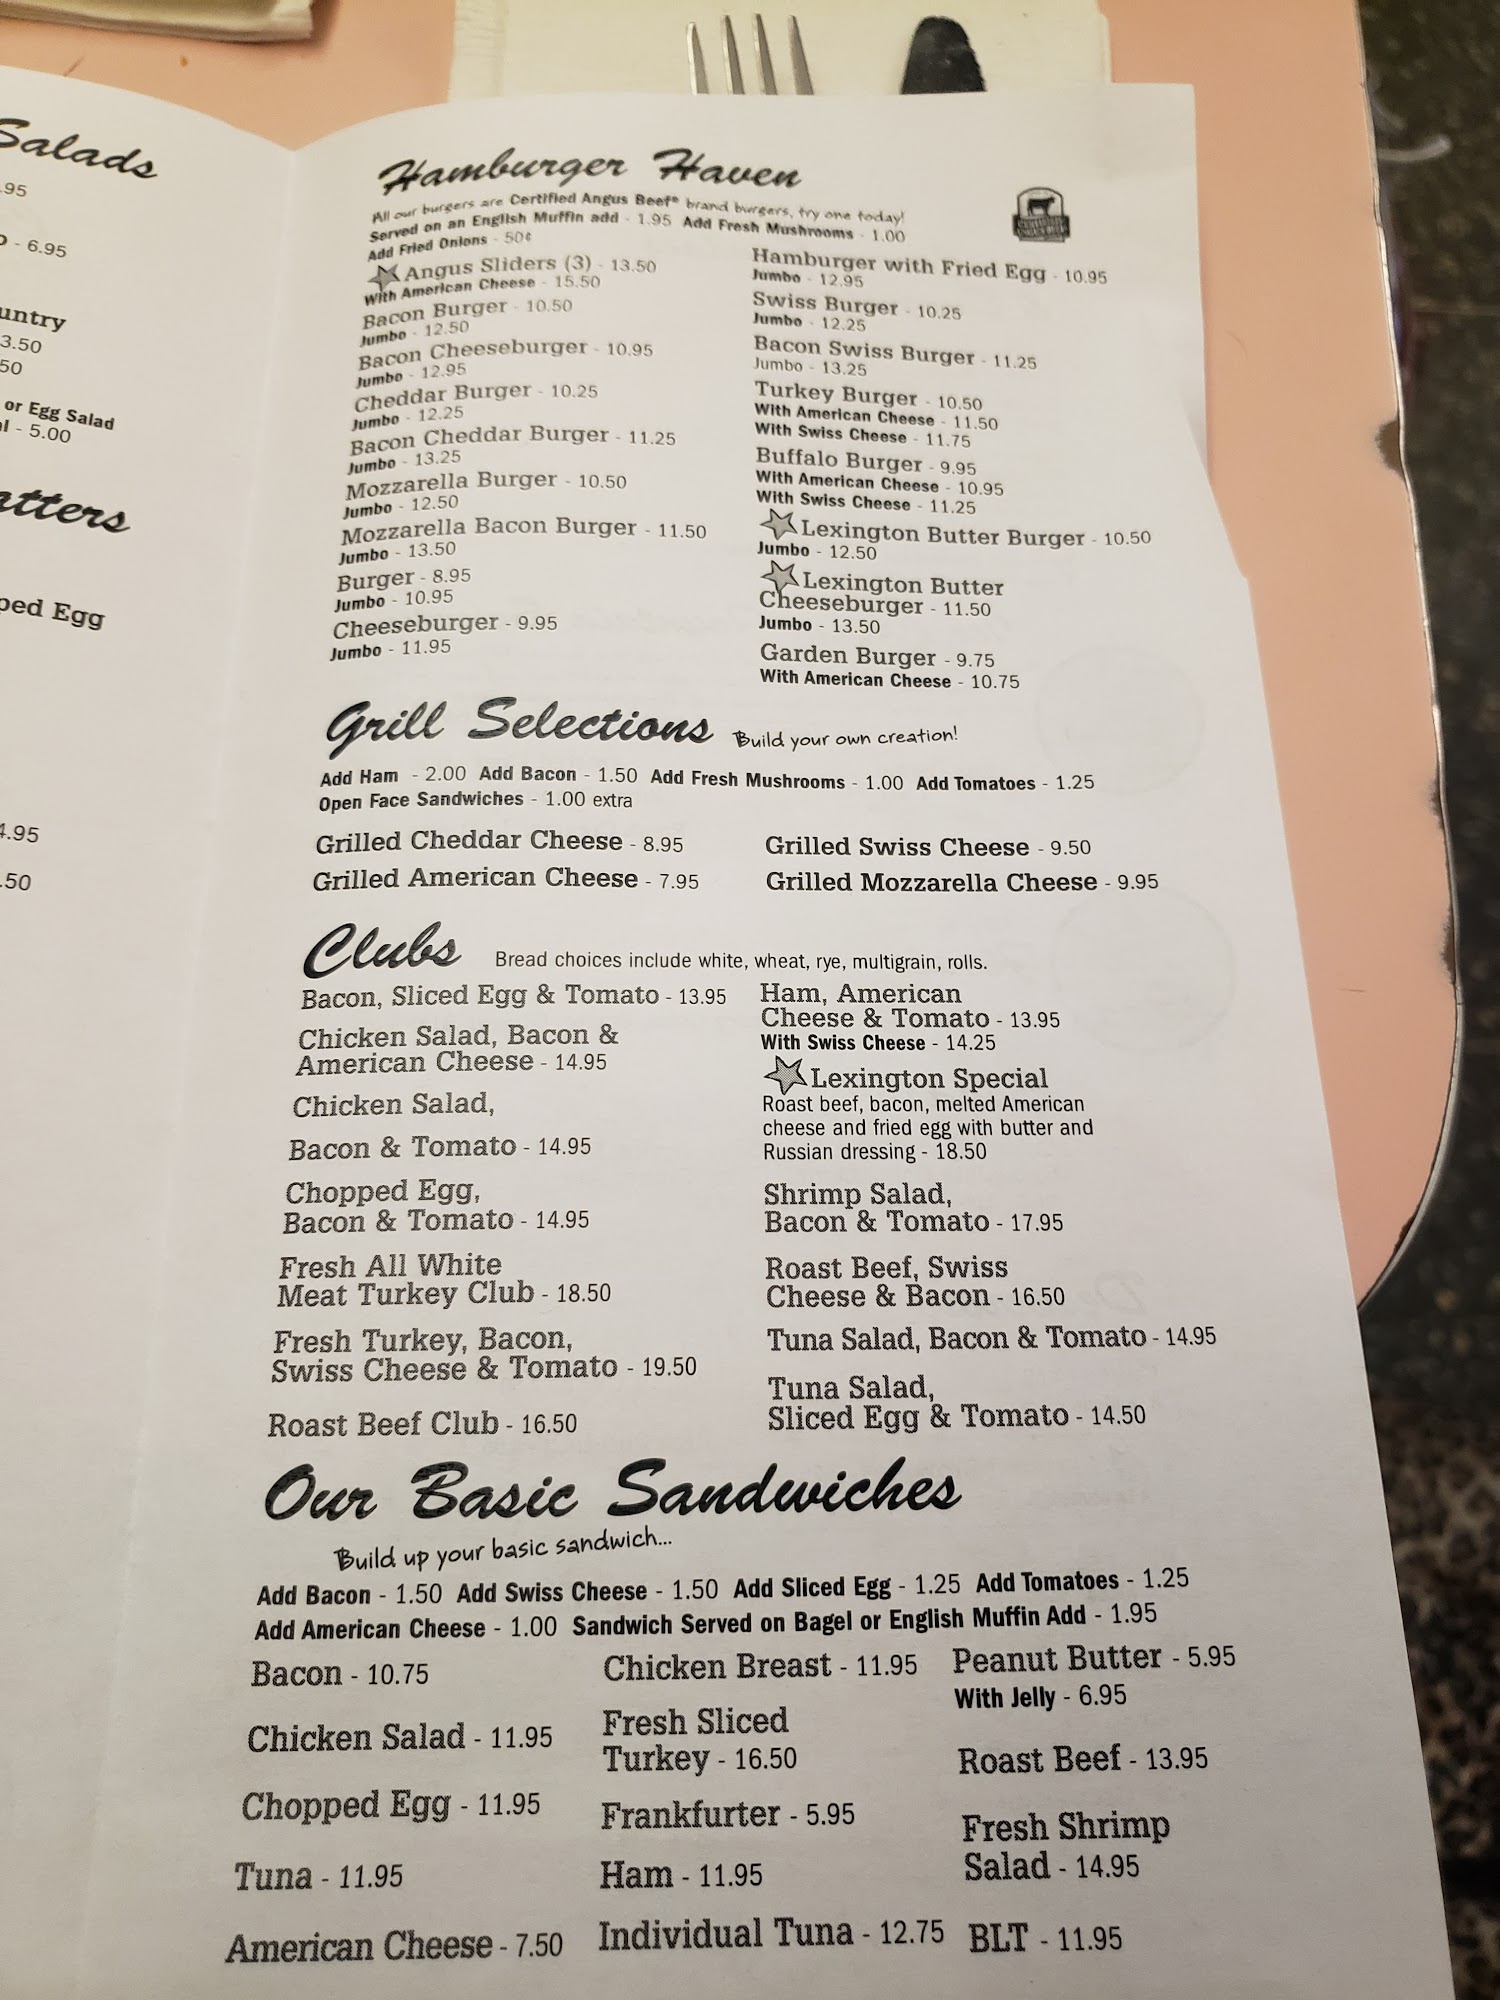 Salads
.95
- 6.95
untry
3.50
50
or Egg Salad
- 5.00
atters
ped Egg
4.95
.50
Hamburger Haven
All our burgers are Certified Angus Beef® brand burgers, try one today!
Served on an English Muffin add - 1.95 Add Fresh Mushrooms - 1.00
Add Fried Onions - 50¢
Angus Sliders (3) - 13.50
With American Cheese - 15.50
Bacon Burger - 10.50
Jumbo - 12.50
Bacon Cheeseburger - 10.95
Jumbo - 12.95
Cheddar Burger - 10.25
Jumbo - 12.25
Bacon Cheddar Burger - 11.25
Jumbo - 13.25
Mozzarella Burger - 10.50
Jumbo - 12.50
Mozzarella Bacon Burger - 11.50
Jumbo - 13.50
Burger - 8.95
Jumbo - 10.95
Cheeseburger - 9.95
Jumbo - 11.95
Hamburger with Fried Egg - 10.95
Jumbo - 12.95
Swiss Burger - 10.25
Jumbo - 12.25
Bacon Swiss Burger - 11.25
Jumbo - 13.25
Turkey Burger - 10.50
With American Cheese - 11.50
With Swiss Cheese - 11.75
Buffalo Burger - 9.95
With American Cheese - 10.95
With Swiss Cheese - 11.25
Lexington Butter Burger - 10.50
Jumbo - 12.50
Lexington Butter
Cheeseburger - 11.50
Jumbo - 13.50
Garden Burger - 9.75
With American Cheese - 10.75
Grill Selections Build your own creation!
Add Ham - 2.00 Add Bacon - 1.50 Add Fresh Mushrooms - 1.00 Add Tomatoes - 1.25
Open Face Sandwiches - 1.00 extra
Grilled Cheddar Cheese - 8.95
Grilled American Cheese - 7.95
Grilled Swiss Cheese - 9.50
Grilled Mozzarella Cheese - 9.95
Clubs Bread choices include white, wheat, rye, multigrain, rolls.
Bacon, Sliced Egg & Tomato - 13.95
Chicken Salad, Bacon &
American Cheese - 14.95
Chicken Salad,
Bacon & Tomato - 14.95
Chopped Egg,
Bacon & Tomato - 14.95
Fresh All White
Meat Turkey Club - 18.50
Fresh Turkey, Bacon,
Swiss Cheese & Tomato - 19.50
Roast Beef Club - 16.50
Ham, American
Cheese & Tomato - 13.95
With Swiss Cheese - 14.25
Lexington Special
Roast beef, bacon, melted American
cheese and fried egg with butter and
Russian dressing - 18.50
Shrimp Salad,
Bacon & Tomato - 17.95
Roast Beef, Swiss
Cheese & Bacon - 16.50
Tuna Salad, Bacon & Tomato - 14.95
Tuna Salad,
Sliced Egg & Tomato - 14.50
Our Basic Sandwiches
Build up your basic sandwich...
Add Bacon - 1.50 Add Swiss Cheese - 1.50 Add Sliced Egg - 1.25 Add Tomatoes - 1.25
Add American Cheese - 1.00 Sandwich Served on Bagel or English Muffin Add - 1.95
Bacon - 10.75
Chicken Salad - 11.95
Chopped Egg - 11.95
Tuna - 11.95
American Cheese - 7.50
Chicken Breast - 11.95
Fresh Sliced
Turkey - 16.50
Frankfurter - 5.95
Ham - 11.95
Individual Tuna - 12.75
Peanut Butter - 5.95
With Jelly - 6.95
Roast Beef - 13.95
Fresh Shrimp
Salad - 14.95
BLT - 11.95